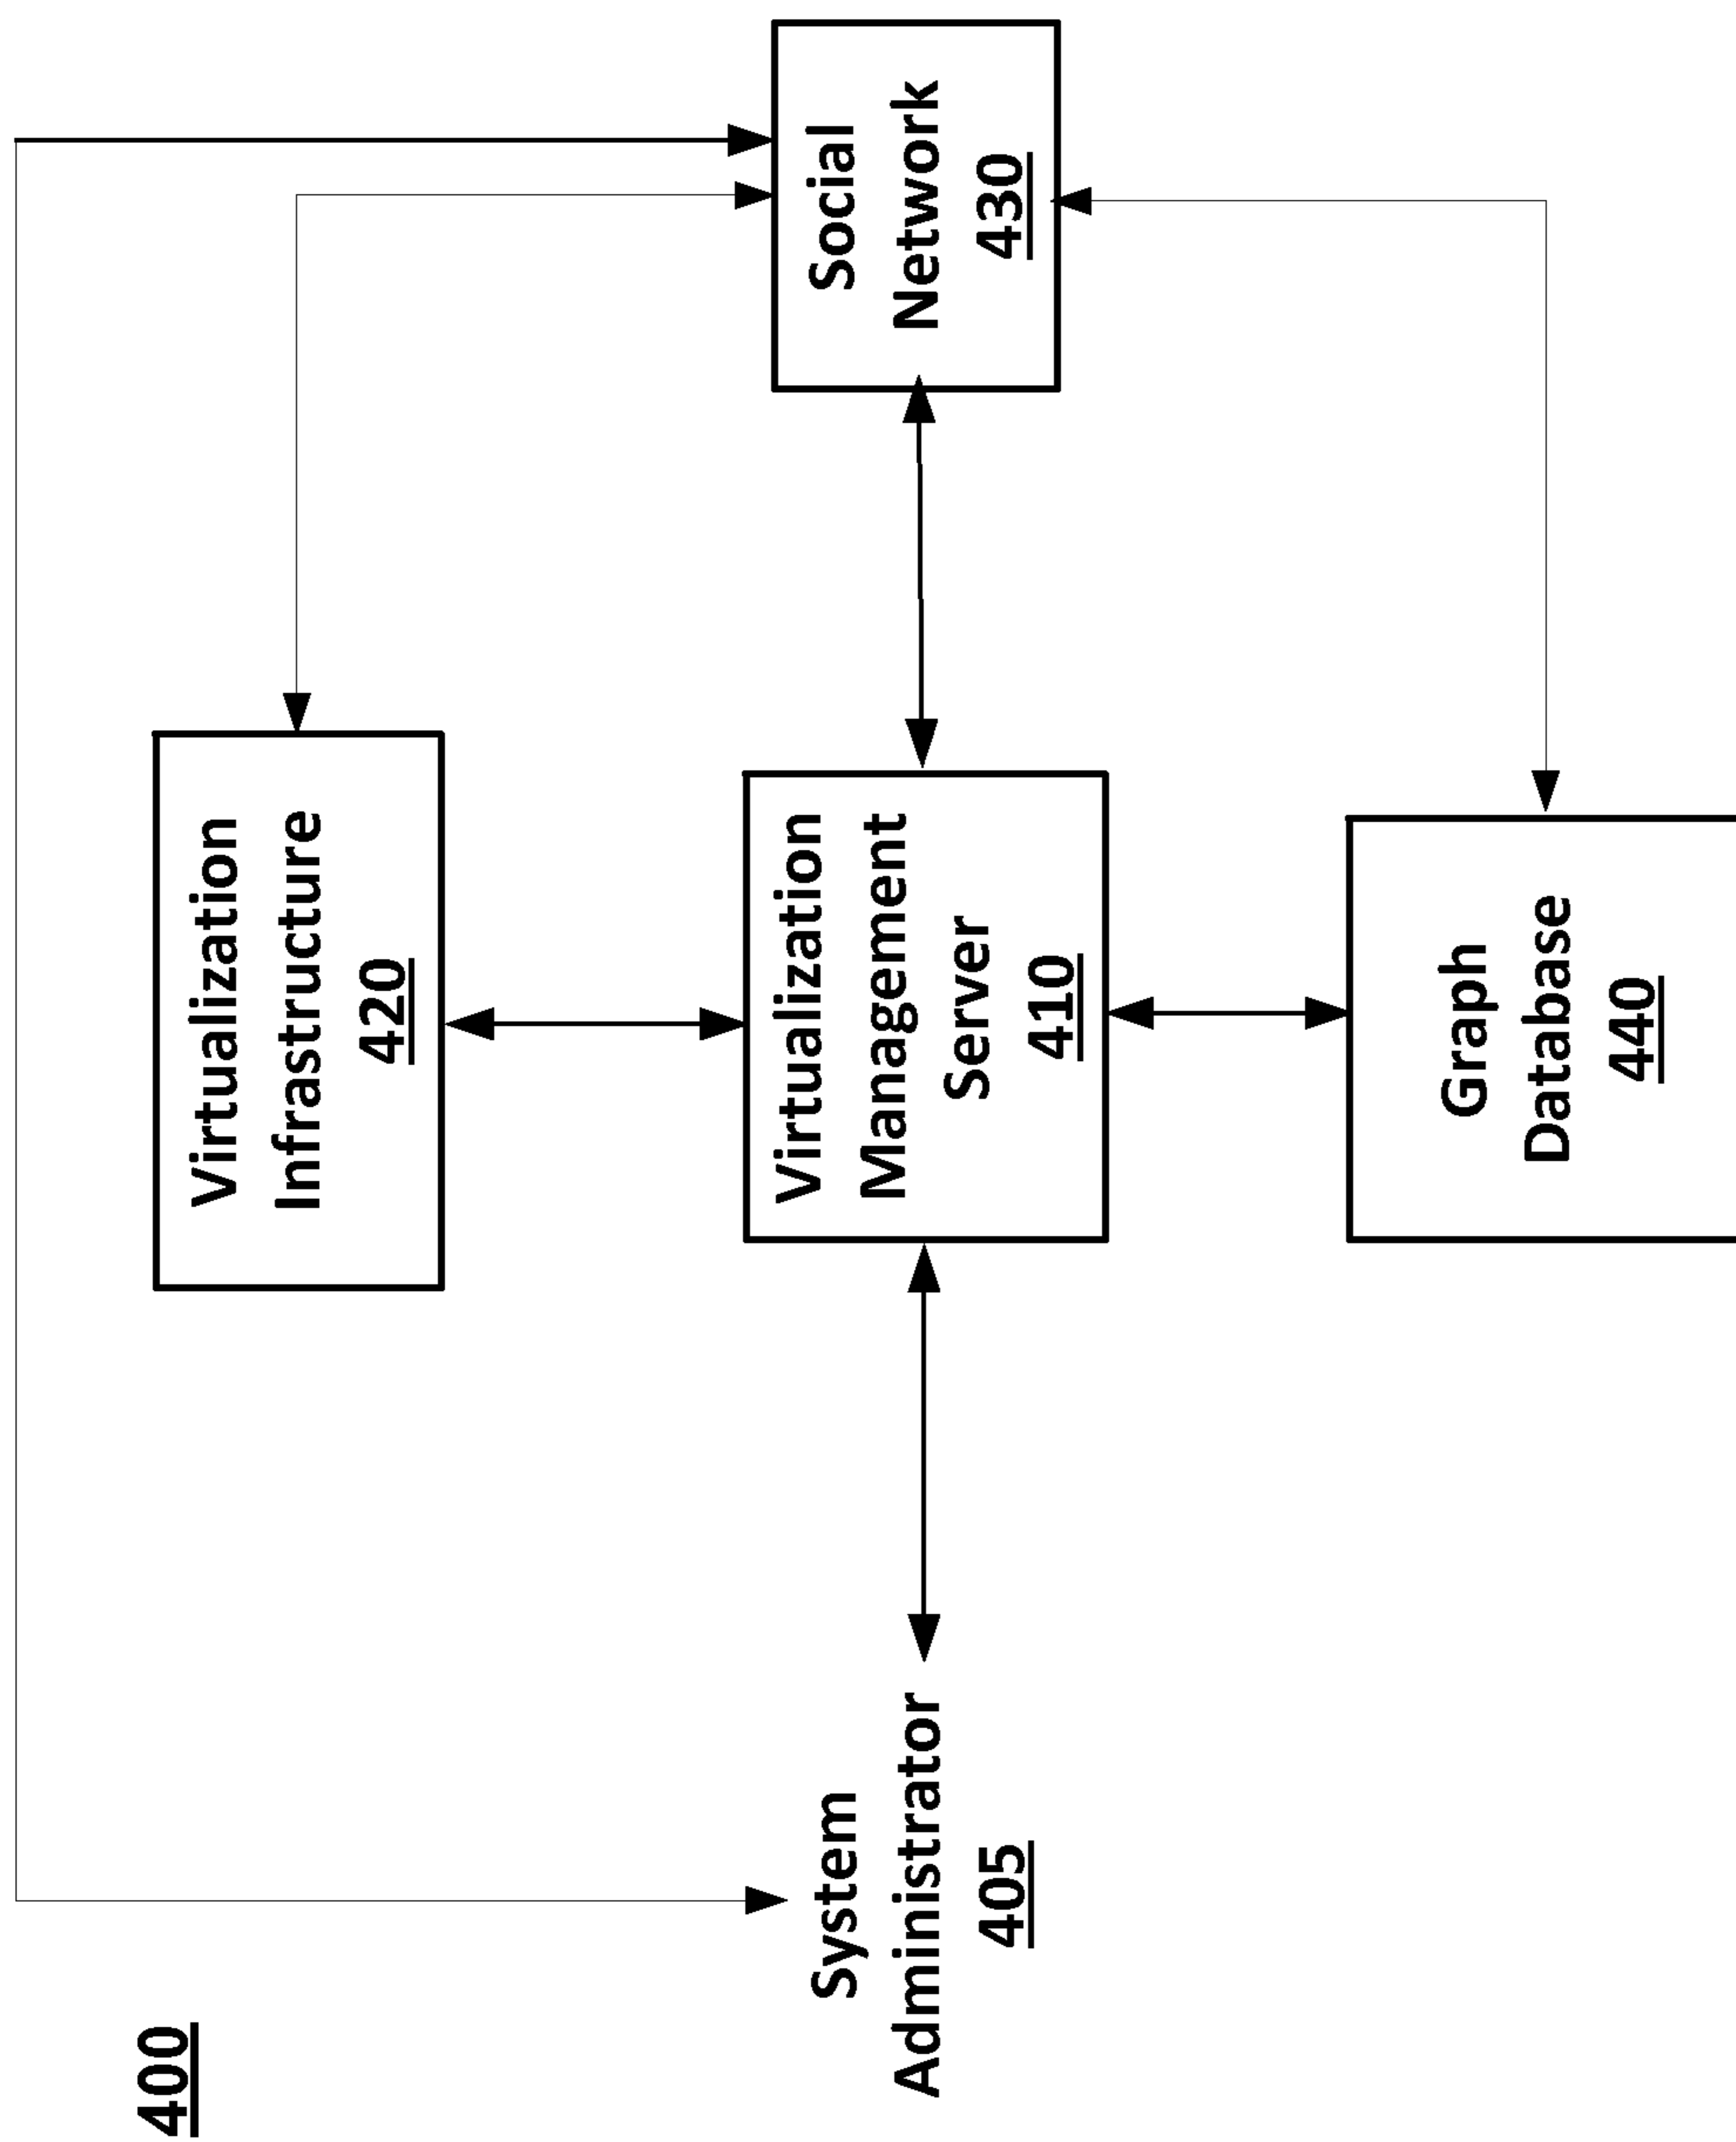 400
Virtualization
Infrastructure
420
System
Administrator
405
Virtualization
Management
Server
410
Social
Network
430
Graph
Database
440